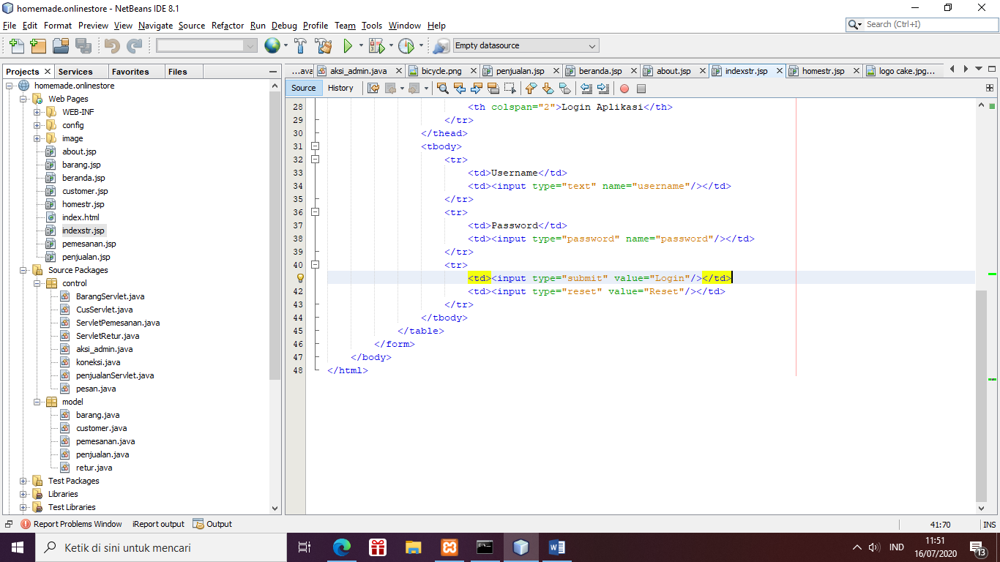 homemade.onlinestore - NetBeans IDE 8.1
File Edit Format Preview View Navigate Source Refactor Run Debug Profile Team Tools Window Help
Search (Ctrl+I)
Empty datasource
Projects Services Favorites Files
...ava aksi_admin.java bicycle.png penjualan.jsp beranda.jsp about.jsp indexstr.jsp homestr.jsp logo cake.jpg...
Source History
homemade.onlinestore
Web Pages
WEB-INF
config
image
about.jsp
barang.jsp
beranda.jsp
customer.jsp
homestr.jsp
index.html
indexstr.jsp
pemesanan.jsp
penjualan.jsp
Source Packages
control
BarangServlet.java
CusServlet.java
ServletPemesanan.java
ServletRetur.java
aksi_admin.java
koneksi.java
penjualanServlet.java
pesan.java
model
barang.java
customer.java
pemesanan.java
penjualan.java
retur.java
Test Packages
Libraries
Test Libraries
28 <th colspan="2">Login Aplikasi</th>
29 </tr>
30 </thead>
31 <tbody>
32 <tr>
33 <td>Username</td>
34 <td><input type="text" name="username"/></td>
35 </tr>
36 <tr>
37 <td>Password</td>
38 <td><input type="password" name="password"/></td>
39 </tr>
40 <tr>
<td><input type="submit" value="Login"/></td>
42 <td><input type="reset" value="Reset"/></td>
43 </tr>
44 </tbody>
45 </table>
46 </form>
47 </body>
48 </html>
Report Problems Window iReport output Output
41:70 INS
Ketik di sini untuk mencari
IND
11:51
16/07/2020
13